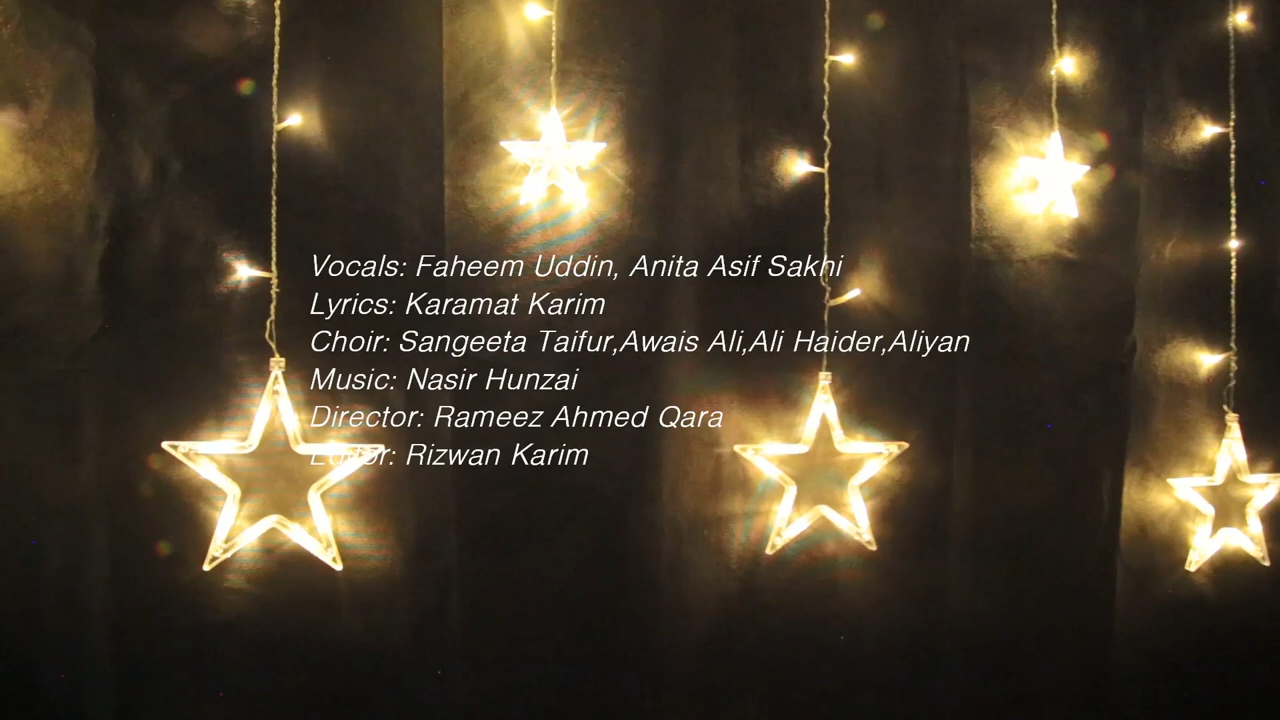 Vocals: Faheem Uddin, Anita Asif Sakhi
Lyrics: Karamat Karim
Choir: Sangeeta Taifur,Awais Ali,Ali Haider,Aliyan
Music: Nasir Hunzai
Director: Rameez Ahmed Qara
Editor: Rizwan Karim